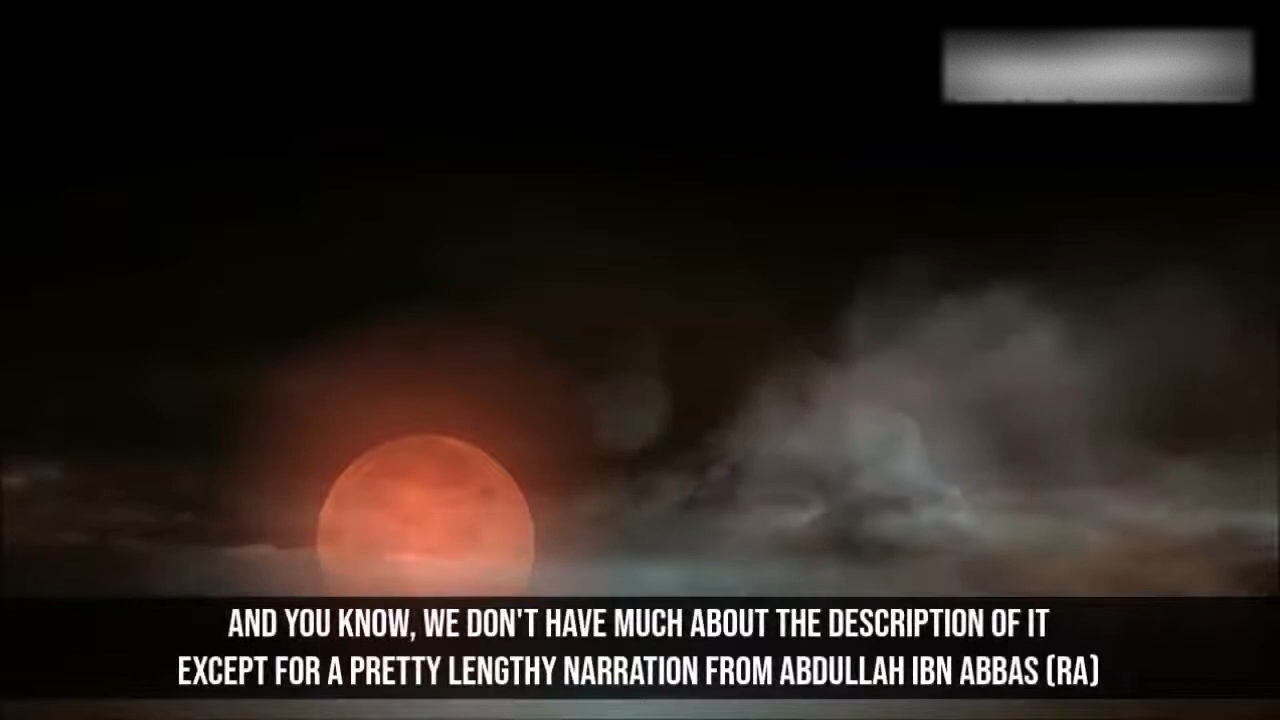 AND YOU KNOW, WE DON'T HAVE MUCH ABOUT THE DESCRIPTION OF IT
EXCEPT FOR A PRETTY LENGTHY NARRATION FROM ABDULLAH IBN ABBAS (RA)